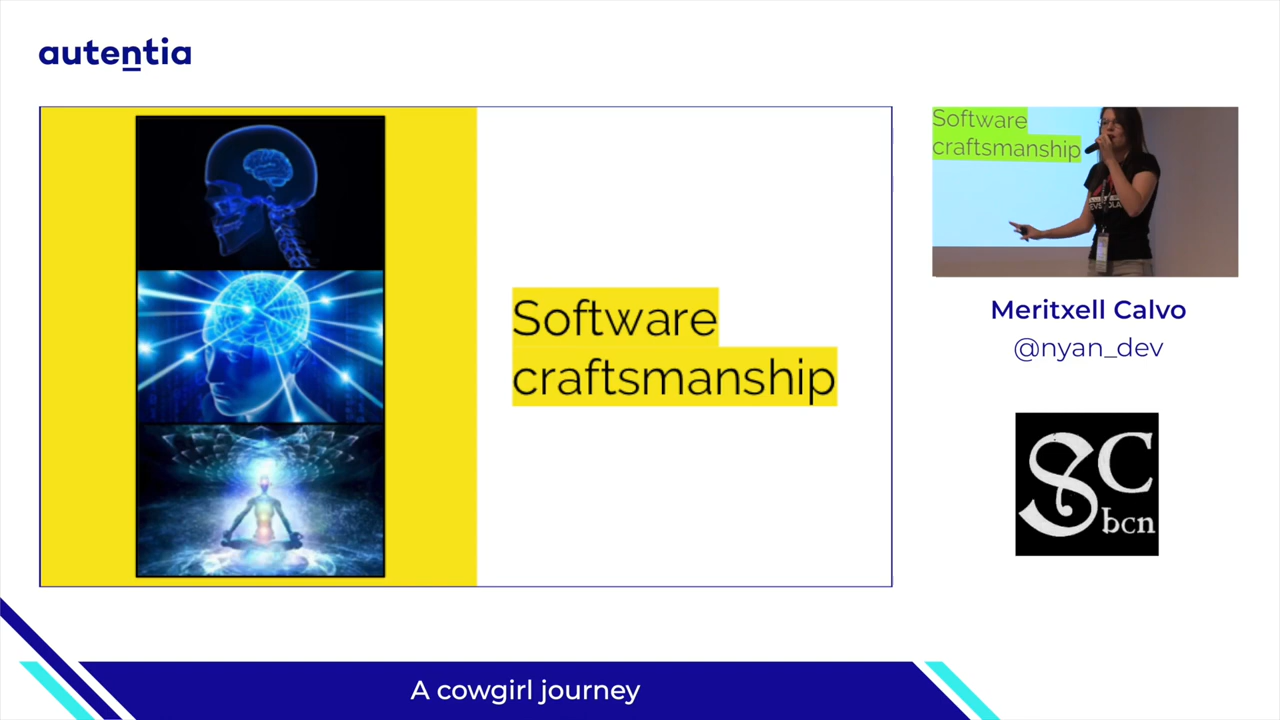 autentia
Software
craftsmanship
Software
craftsmanship
Meritxell Calvo
@nyan_dev
SC
bcn
A cowgirl journey